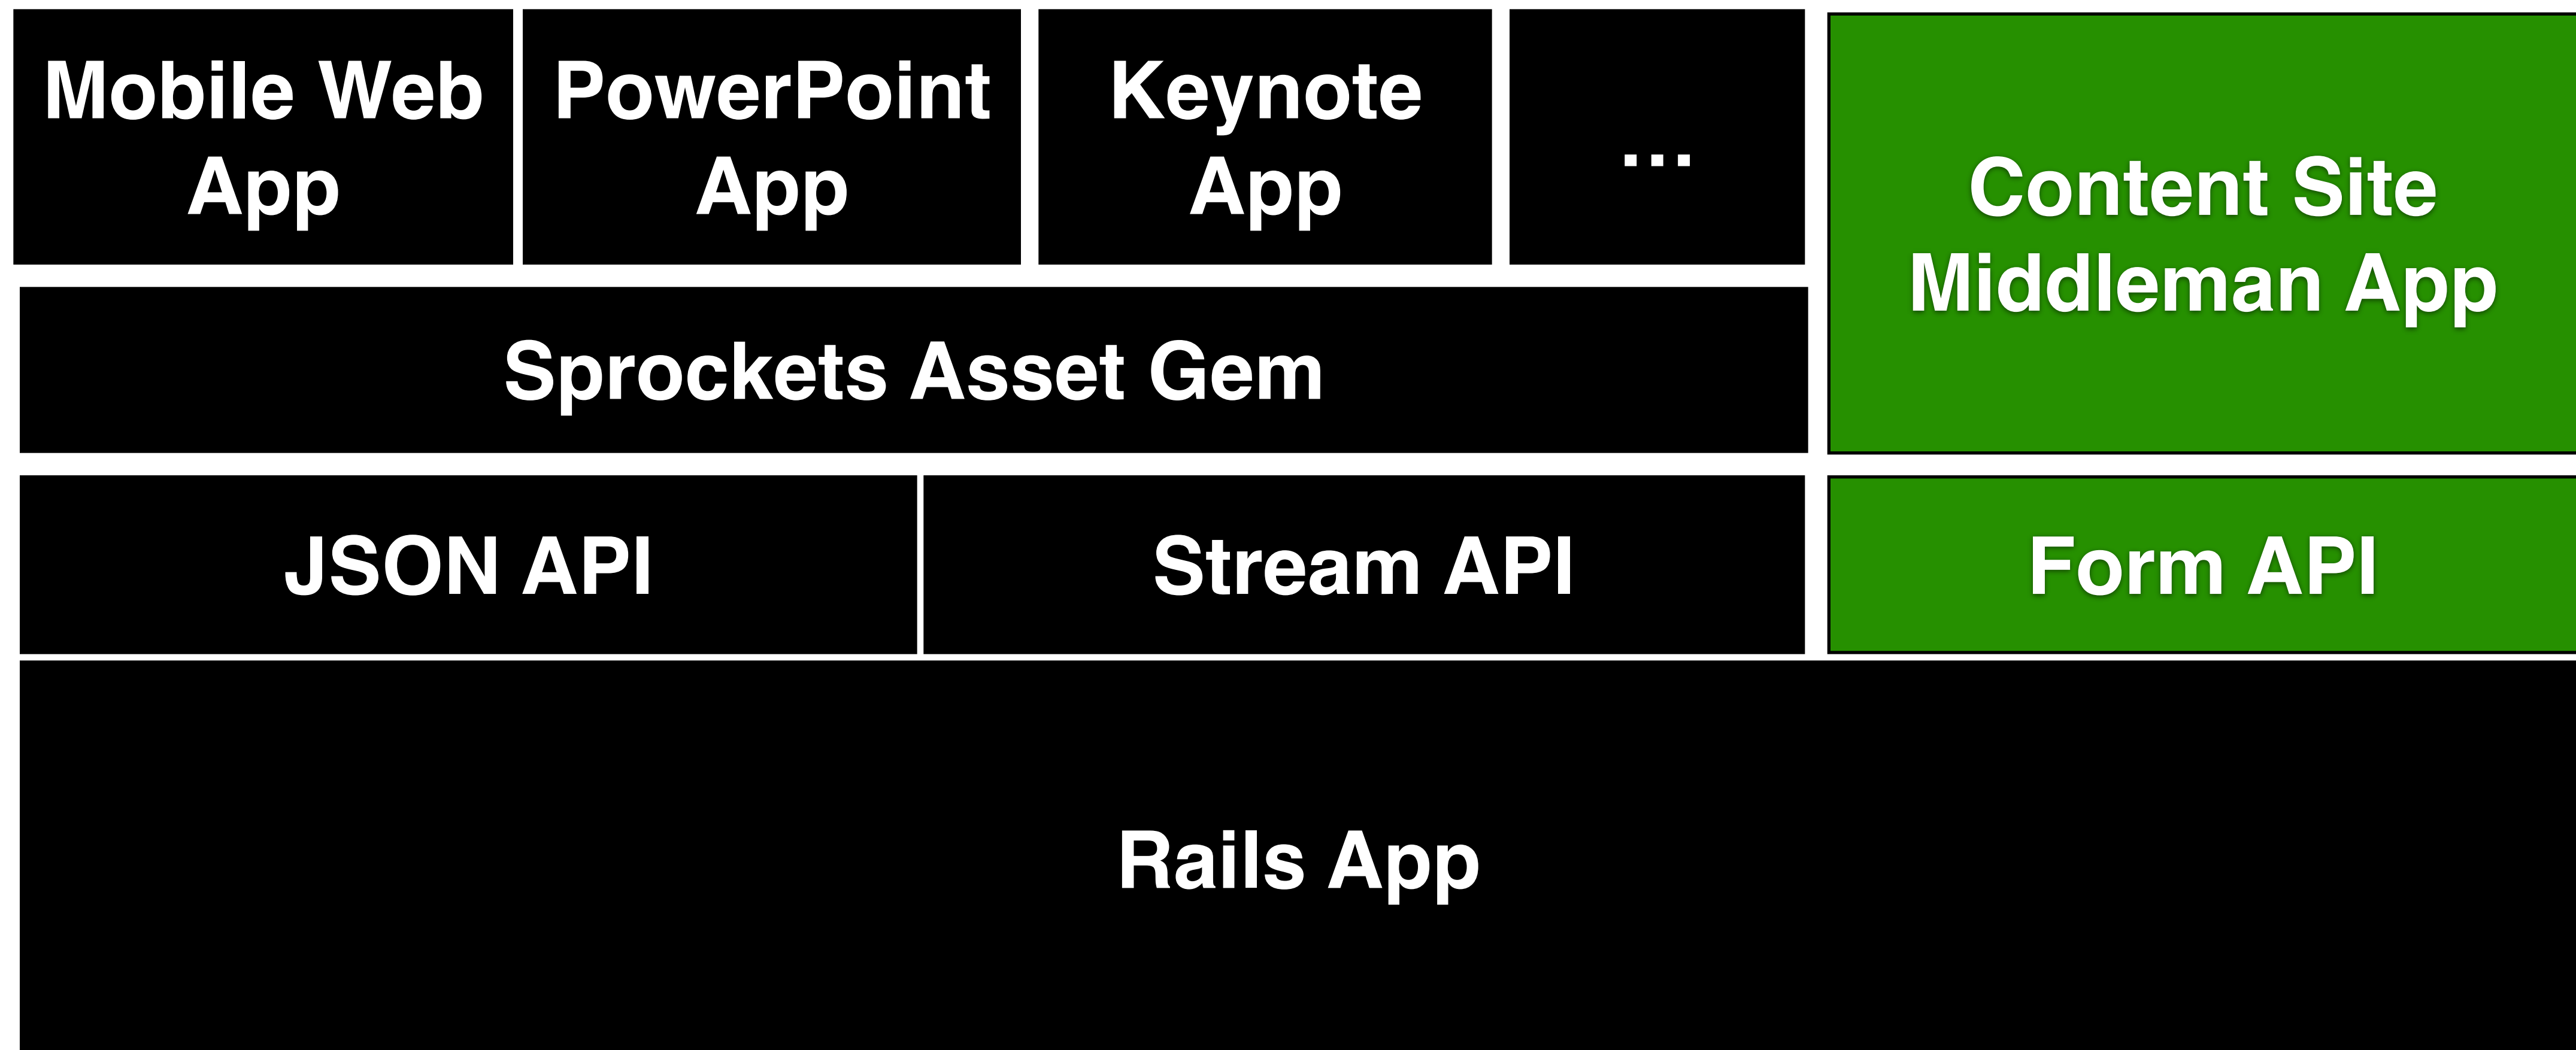 Mobile Web
App
PowerPoint
App
Keynote
App
...
Content Site
Middleman App
Sprockets Asset Gem
JSON API
Stream API
Form API
Rails App